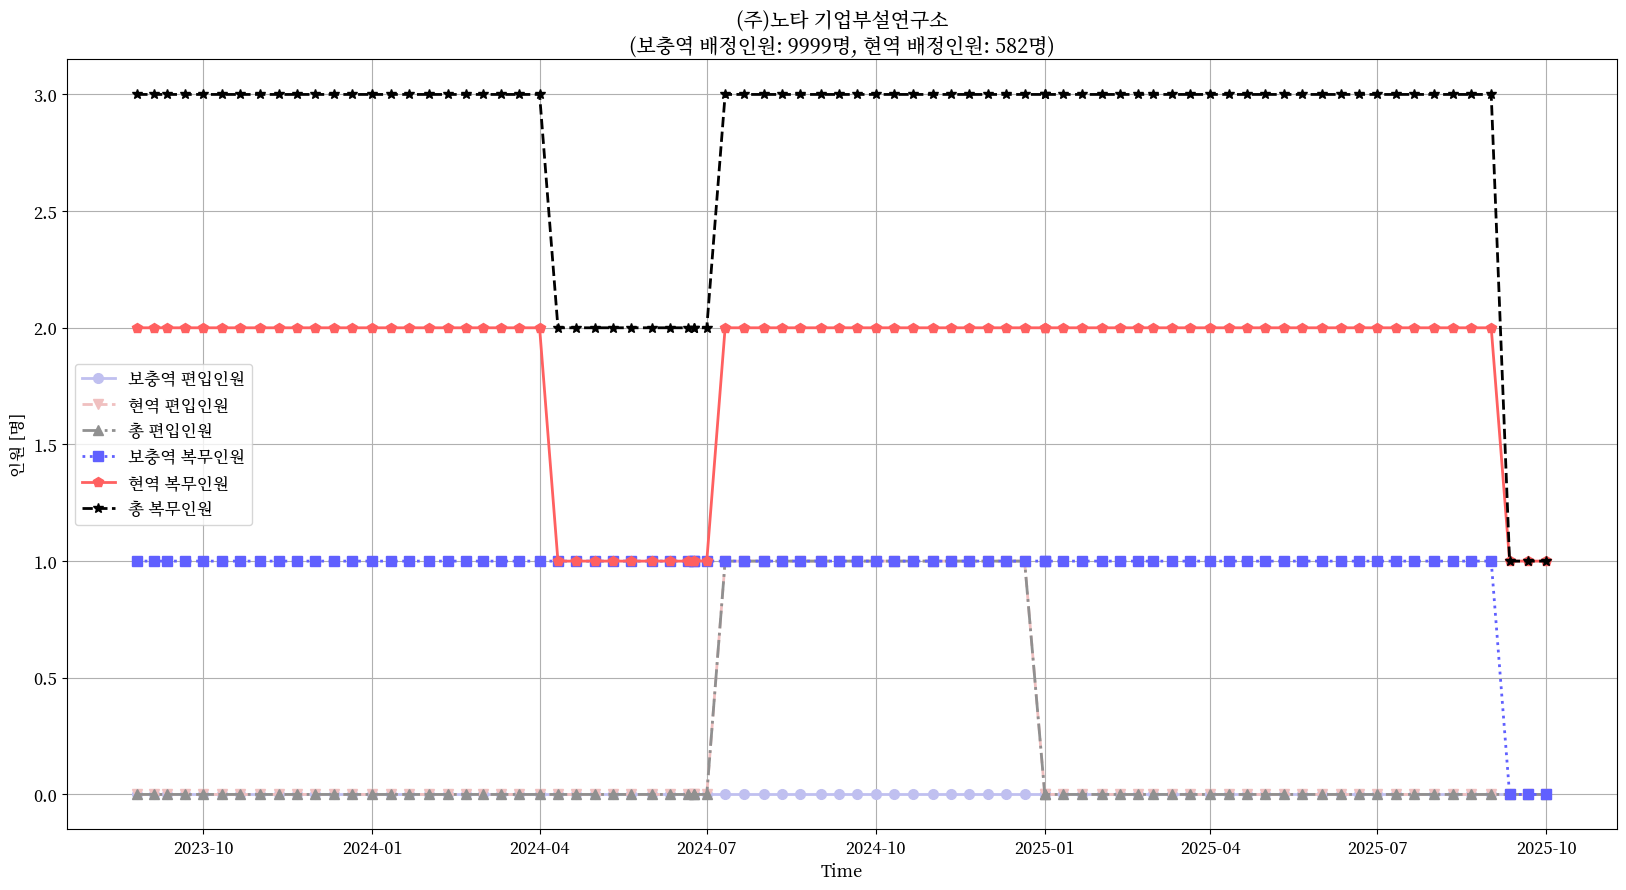 (주)노타 기업부설연구소
(보충역 배정인원: 9999명, 현역 배정인원: 582명)
3.0
2.5
2.0
1.5
1.0
0.5
0.0
인원 [명]
보충역 편입인원
현역 편입인원
총 편입인원
보충역 복무인원
현역 복무인원
총 복무인원
2023-10
2024-01
2024-04
2024-07
2024-10
2025-01
2025-04
2025-07
2025-10
Time